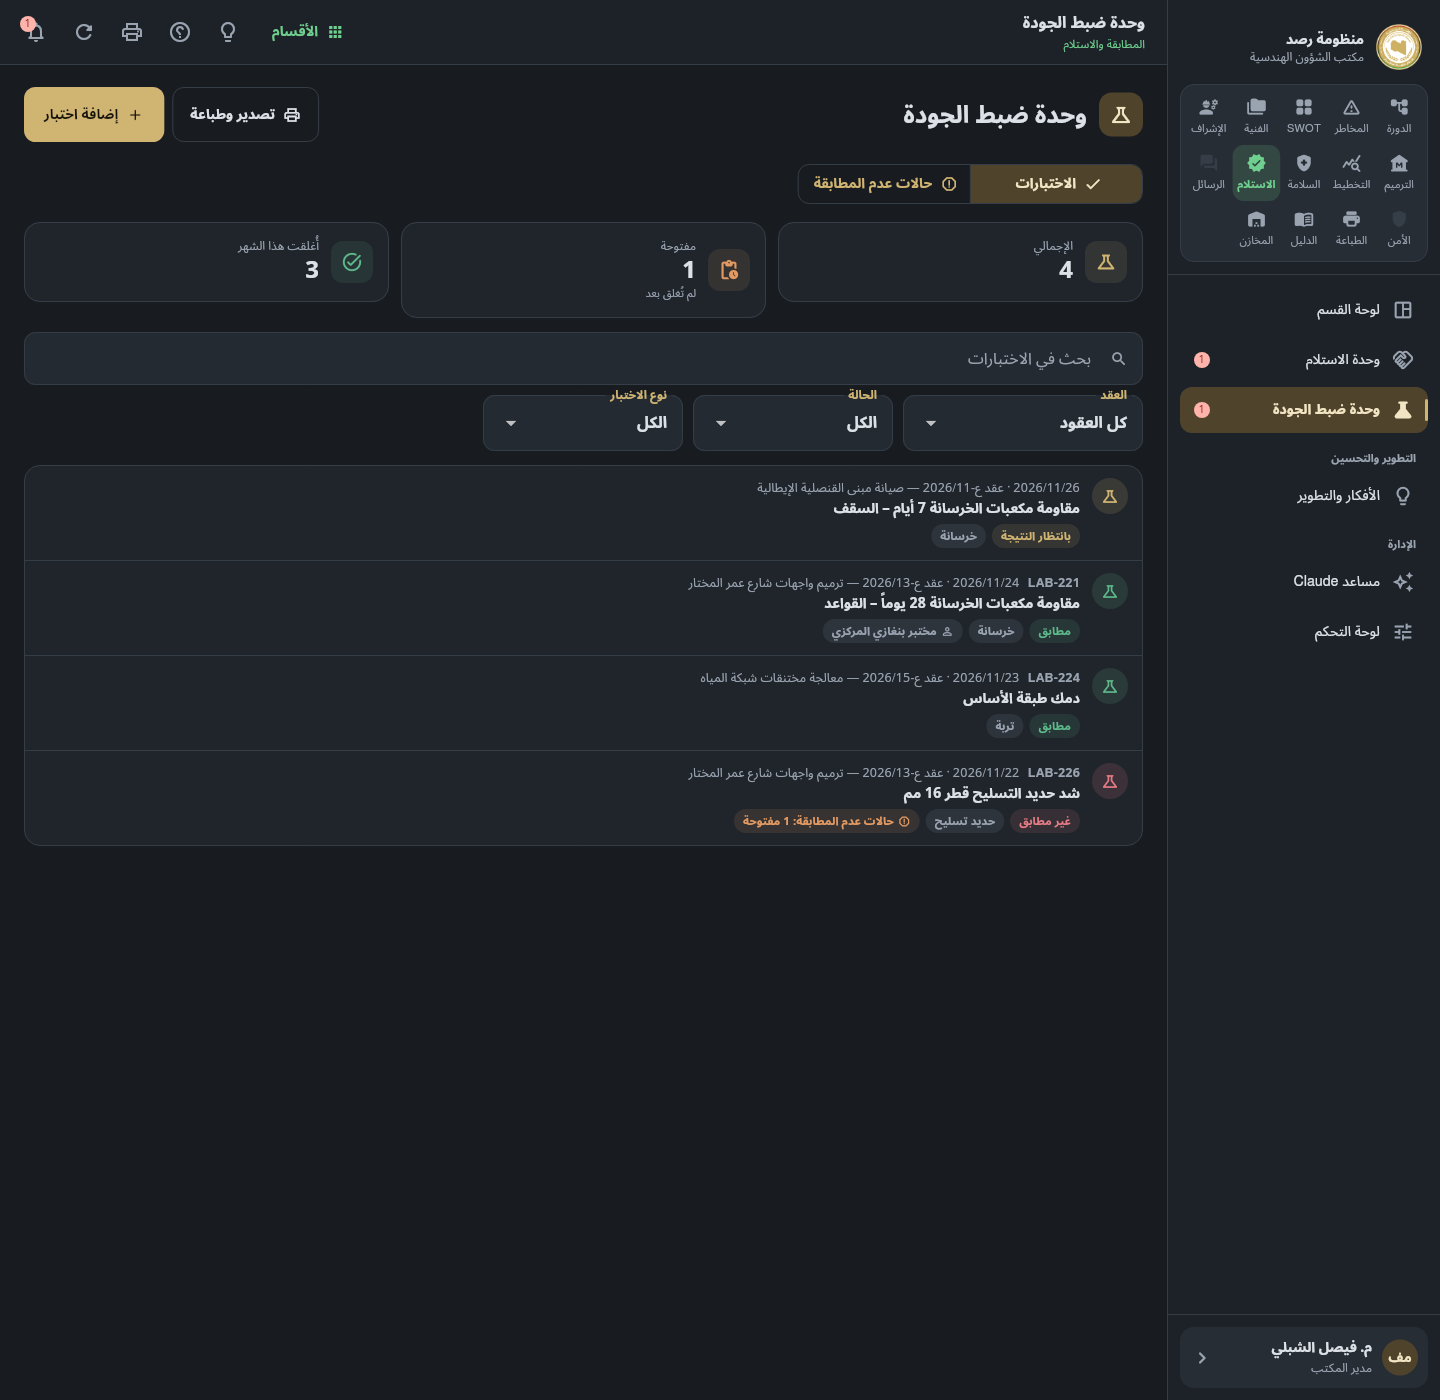 منظومة رصد
مكتب الشؤون الهندسية
الدورة
المخاطر
SWOT
الفنية
الإشراف
الترميم
التخطيط
السلامة
الاستلام
الرسائل
الأمن
الطباعة
الدليل
المخازن
لوحة القسم
وحدة الاستلام 1
وحدة ضبط الجودة 1
التطوير والتحسين
الأفكار والتطوير
الإدارة
مساعد Claude
لوحة التحكم
مف
م. فيصل الشبلي
مدير المكتب
وحدة ضبط الجودة
المطابقة والاستلام
الأقسام
1
وحدة ضبط الجودة
تصدير وطباعة
إضافة اختبار
الاختبارات
حالات عدم المطابقة
الإجمالي
4
مفتوحة
1
لم تُغلق بعد
أُغلقت هذا الشهر
3
بحث في الاختبارات
العقد
كل العقود
الحالة
الكل
نوع الاختبار
الكل
2026/11/26 · عقد ع-2026/11 — صيانة مبنى القنصلية الإيطالية
مقاومة مكعبات الخرسانة 7 أيام – السقف
بانتظار النتيجة
خرسانة
LAB-221 2026/11/24 · عقد ع-2026/13 — ترميم واجهات شارع عمر المختار
مقاومة مكعبات الخرسانة 28 يوماً – القواعد
مطابق
خرسانة
مختبر بنغازي المركزي
LAB-224 2026/11/23 · عقد ع-2026/15 — معالجة مختنقات شبكة المياه
دمك طبقة الأساس
مطابق
تربة
LAB-226 2026/11/22 · عقد ع-2026/13 — ترميم واجهات شارع عمر المختار
شد حديد التسليح قطر 16 مم
غير مطابق
حديد تسليح
حالات عدم المطابقة: 1 مفتوحة